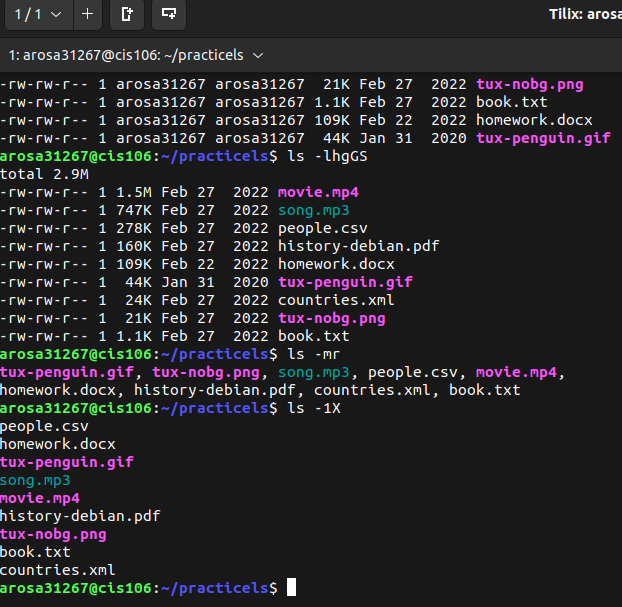 1 / 1
Tilix: arosa
1: arosa31267@cis106: ~/practicels
-rw-rw-r-- 1 arosa31267 arosa31267  21K Feb 27  2022 tux-nobg.png
-rw-rw-r-- 1 arosa31267 arosa31267 1.1K Feb 27  2022 book.txt
-rw-rw-r-- 1 arosa31267 arosa31267 109K Feb 22  2022 homework.docx
-rw-rw-r-- 1 arosa31267 arosa31267  44K Jan 31  2020 tux-penguin.gif
arosa31267@cis106:~/practicels$ ls -lhgGS
total 2.9M
-rw-rw-r-- 1 1.5M Feb 27  2022 movie.mp4
-rw-rw-r-- 1 747K Feb 27  2022 song.mp3
-rw-rw-r-- 1 278K Feb 27  2022 people.csv
-rw-rw-r-- 1 160K Feb 27  2022 history-debian.pdf
-rw-rw-r-- 1 109K Feb 22  2022 homework.docx
-rw-rw-r-- 1  44K Jan 31  2020 tux-penguin.gif
-rw-rw-r-- 1  24K Feb 27  2022 countries.xml
-rw-rw-r-- 1  21K Feb 27  2022 tux-nobg.png
-rw-rw-r-- 1 1.1K Feb 27  2022 book.txt
arosa31267@cis106:~/practicels$ ls -mr
tux-penguin.gif, tux-nobg.png, song.mp3, people.csv, movie.mp4,
homework.docx, history-debian.pdf, countries.xml, book.txt
arosa31267@cis106:~/practicels$ ls -1X
people.csv
homework.docx
tux-penguin.gif
song.mp3
movie.mp4
history-debian.pdf
tux-nobg.png
book.txt
countries.xml
arosa31267@cis106:~/practicels$